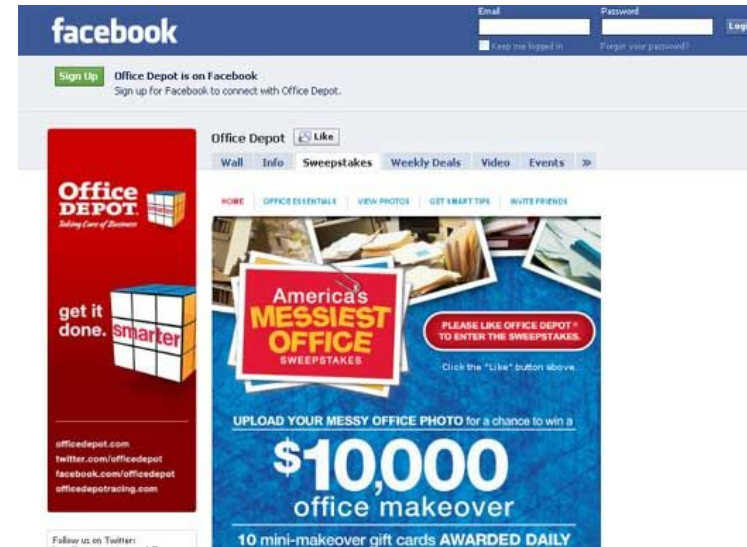 facebook
Email
Password
Keep me logged in
Forgot your password?
Sign Up
Office Depot is on Facebook
Sign up for Facebook to connect with Office Depot.
Office Depot
Like
Wall Info Sweepstakes Weekly Deals Video Events »
HOME OFFICE ESSENTIALS VIEW PHOTOS GET SMART TIPS INVITE FRIENDS
Office
DEPOT
Taking Care of Business
get it
done. smarter
officedepot.com
twitter.com/officedepot
facebook.com/officedepot
officedepotracing.com
Follow us on Twitter:
America's
MESSIEST
OFFICE
SWEEPSTAKES
PLEASE LIKE OFFICE DEPOT
TO ENTER THE SWEEPSTAKES.
Click the "Like" button above.
UPLOAD YOUR MESSY OFFICE PHOTO for a chance to win a
$10,000
office makeover
10 mini-makeover gift cards AWARDED DAILY